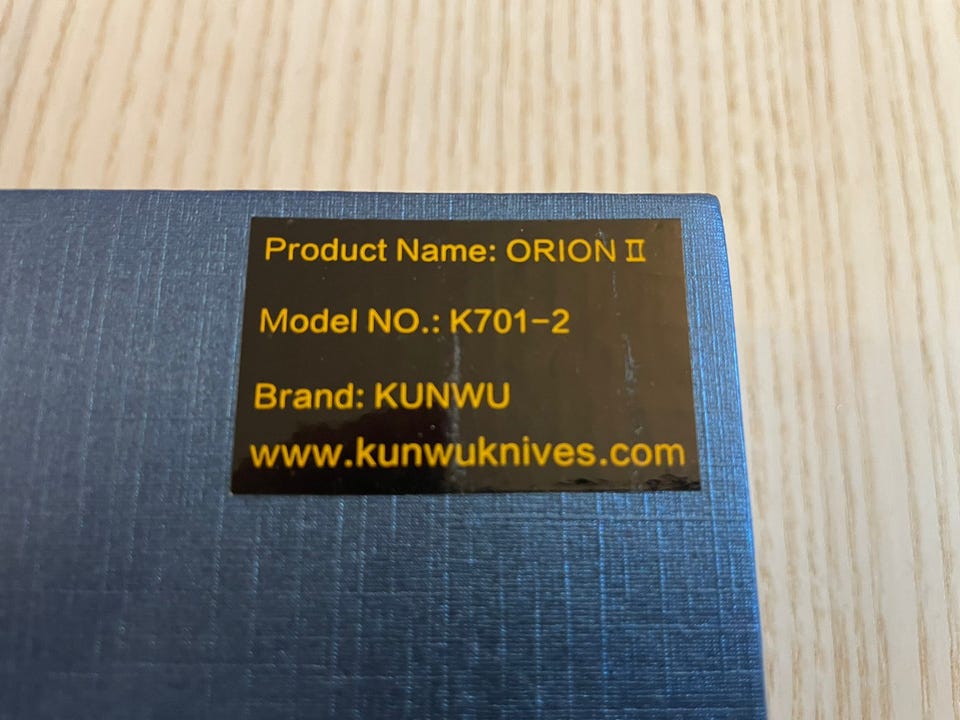 Product Name: ORION Ⅱ
Model NO.: K701-2
Brand: KUNWU
www.kunwuknives.com